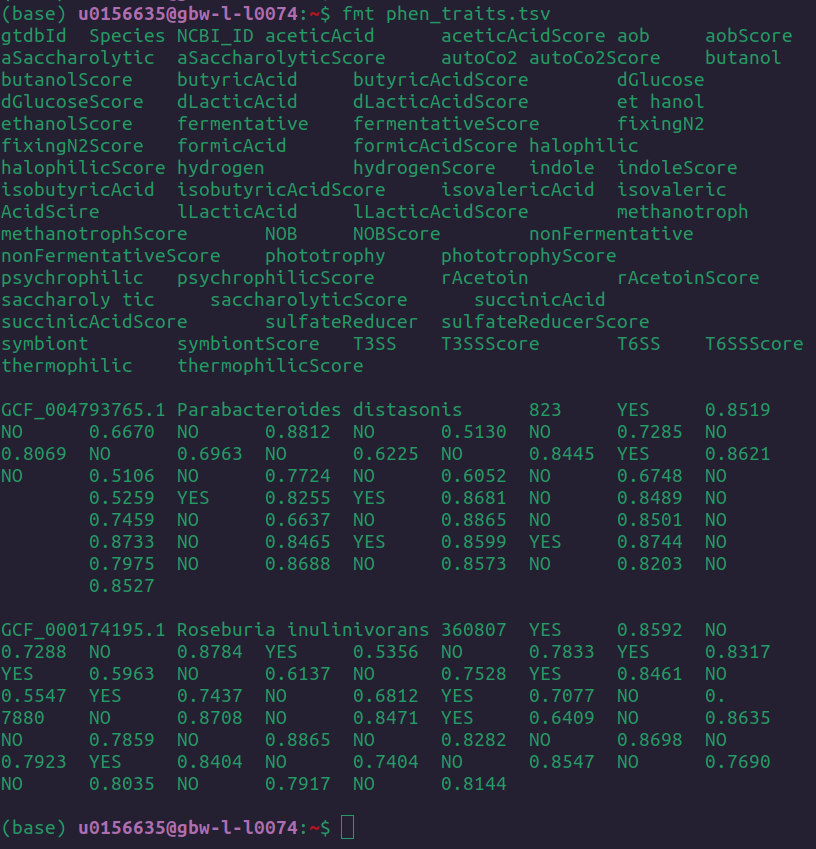 (base) u0156635@gbw-l-l0074:~$ fmt phen_traits.tsv
gtdbId Species NCBI_ID aceticAcid aceticAcidScore aob aobScore
aSaccharolytic aSaccharolyticScore autoCo2 autoCo2Score butanol
butanolScore butyricAcid butyricAcidScore dGlucose
dGlucoseScore dLacticAcid dLacticAcidScore et hanol
ethanolScore fermentative fermentativeScore fixingN2
fixingN2Score formicAcid formicAcidScore halophilic
halophilicScore hydrogen hydrogenScore indole indoleScore
isobutyricAcid isobutyricAcidScore isovalericAcid isovaleric
AcidScire lLacticAcid lLacticAcidScore methanotroph
methanotrophScore NOB NOBScore nonFermentative
nonFermentativeScore phototrophy phototrophyScore
psychrophilic psychrophilicScore rAcetoin rAcetoinScore
saccharoly tic saccharolyticScore succinicAcid
succinicAcidScore sulfateReducer sulfateReducerScore
symbiont symbiontScore T3SS T3SSScore T6SS T6SSScore
thermophilic thermophilicScore
GCF_004793765.1 Parabacteroides distasonis 823 YES 0.8519
NO 0.6670 NO 0.8812 NO 0.5130 NO 0.7285 NO
0.8069 NO 0.6963 NO 0.6225 NO 0.8445 YES 0.8621
NO 0.5106 NO 0.7724 NO 0.6052 NO 0.6748 NO
0.5259 YES 0.8255 YES 0.8681 NO 0.8489 NO
0.7459 NO 0.6637 NO 0.8865 NO 0.8501 NO
0.8733 NO 0.8465 YES 0.8599 YES 0.8744 NO
0.7975 NO 0.8688 NO 0.8573 NO 0.8203 NO
0.8527
GCF_000174195.1 Roseburia inulinivorans 360807 YES 0.8592 NO
0.7288 NO 0.8784 YES 0.5356 NO 0.7833 YES 0.8317
YES 0.5963 NO 0.6137 NO 0.7528 YES 0.8461 NO
0.5547 YES 0.7437 NO 0.6812 YES 0.7077 NO 0.
7880 NO 0.8708 NO 0.8471 YES 0.6409 NO 0.8635
NO 0.7859 NO 0.8865 NO 0.8282 NO 0.8698 NO
0.7923 YES 0.8404 NO 0.7404 NO 0.8547 NO 0.7690
NO 0.8035 NO 0.7917 NO 0.8144
(base) u0156635@gbw-l-l0074:~$